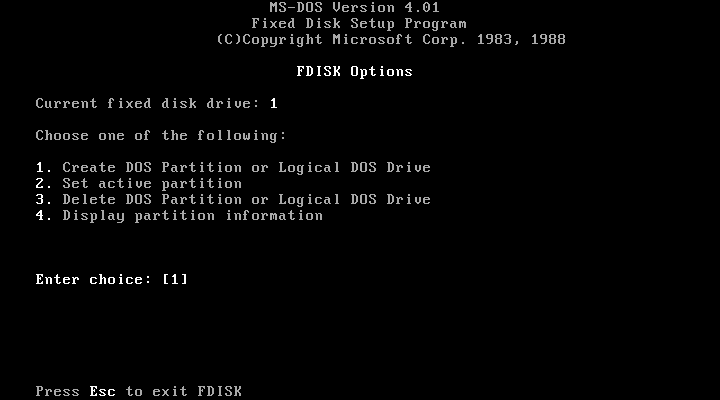 MS-DOS Version 4.01
Fixed Disk Setup Program
(C)Copyright Microsoft Corp. 1983, 1988
FDISK Options
Current fixed disk drive: 1
Choose one of the following:
1. Create DOS Partition or Logical DOS Drive
2. Set active partition
3. Delete DOS Partition or Logical DOS Drive
4. Display partition information
Enter choice: [1]
Press Esc to exit FDISK